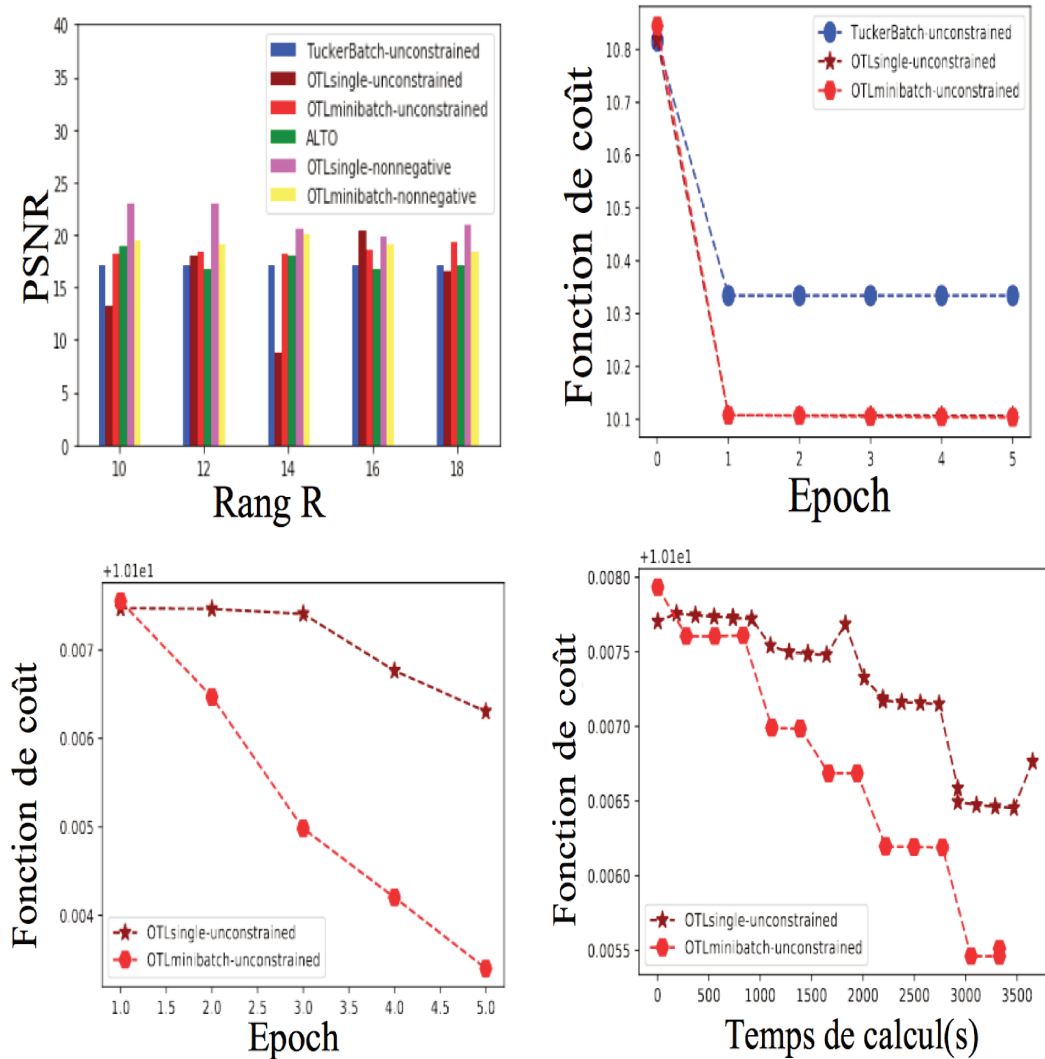 PSNR
40
35
30
25
20
15
10
5
0
TuckerBatch-unconstrained
OTLsingle-unconstrained
OTLminibatch-unconstrained
ALTO
OTLsingle-nonnegative
OTLminibatch-nonnegative
10 12 14 16 18
Rang R
Fonction de coût
10.8
10.7
10.6
10.5
10.4
10.3
10.2
10.1
TuckerBatch-unconstrained
OTLsingle-unconstrained
OTLminibatch-unconstrained
0 1 2 3 4 5
Epoch
+1.01e1
Fonction de coût
0.007
0.006
0.005
0.004
OTLsingle-unconstrained
OTLminibatch-unconstrained
1.0 1.5 2.0 2.5 3.0 3.5 4.0 4.5 5.0
Epoch
+1.01e1
Fonction de coût
0.0080
0.0075
0.0070
0.0065
0.0060
0.0055
OTLsingle-unconstrained
OTLminibatch-unconstrained
0 500 1000 1500 2000 2500 3000 3500
Temps de calcul(s)